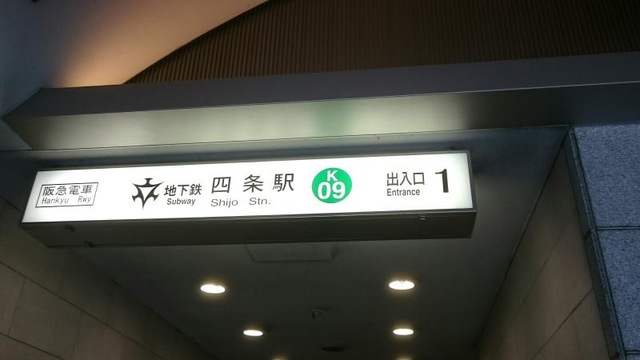 阪急電車
Hankyu Rwy
地下鉄
Subway
四条駅
Shijo Stn.
K
09
出入口
Entrance
1